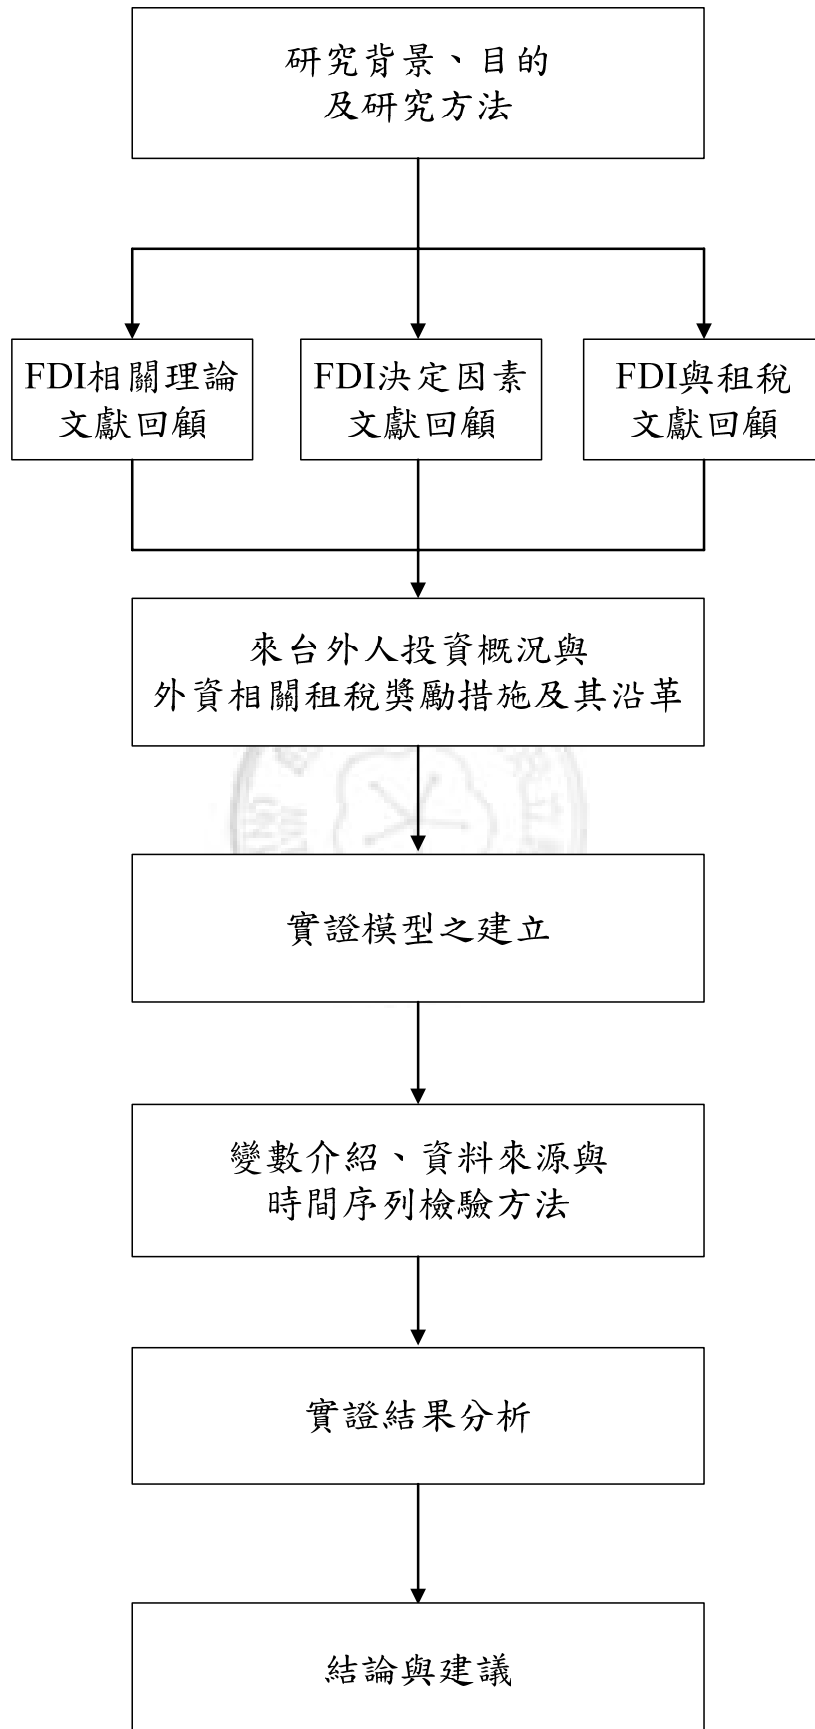 研究背景、目的
及研究方法
FDI相關理論
文獻回顧
FDI決定因素
文獻回顧
FDI與租稅
文獻回顧
來台外人投資概況與
外資相關租稅獎勵措施及其沿革
實證模型之建立
變數介紹、資料來源與
時間序列檢驗方法
實證結果分析
結論與建議